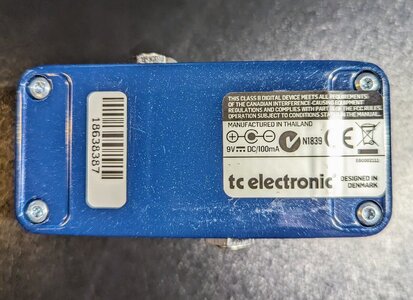 18638387
THIS CLASS B DIGITAL DEVICE MEETS ALL REQUIREMENTS
OF THE CANADIAN INTERFERENCE-CAUSING EQUIPMENT
REGULATIONS AND COMPLIES WITH PART 15 OF THE FCC RULES.
OPERATION SUBJECT TO CONDITIONS STATED IN THE MANUAL.
MANUFACTURED IN THAILAND
9V DC/100mA
N1839
CE
tc electronic
DESIGNED IN
DENMARK